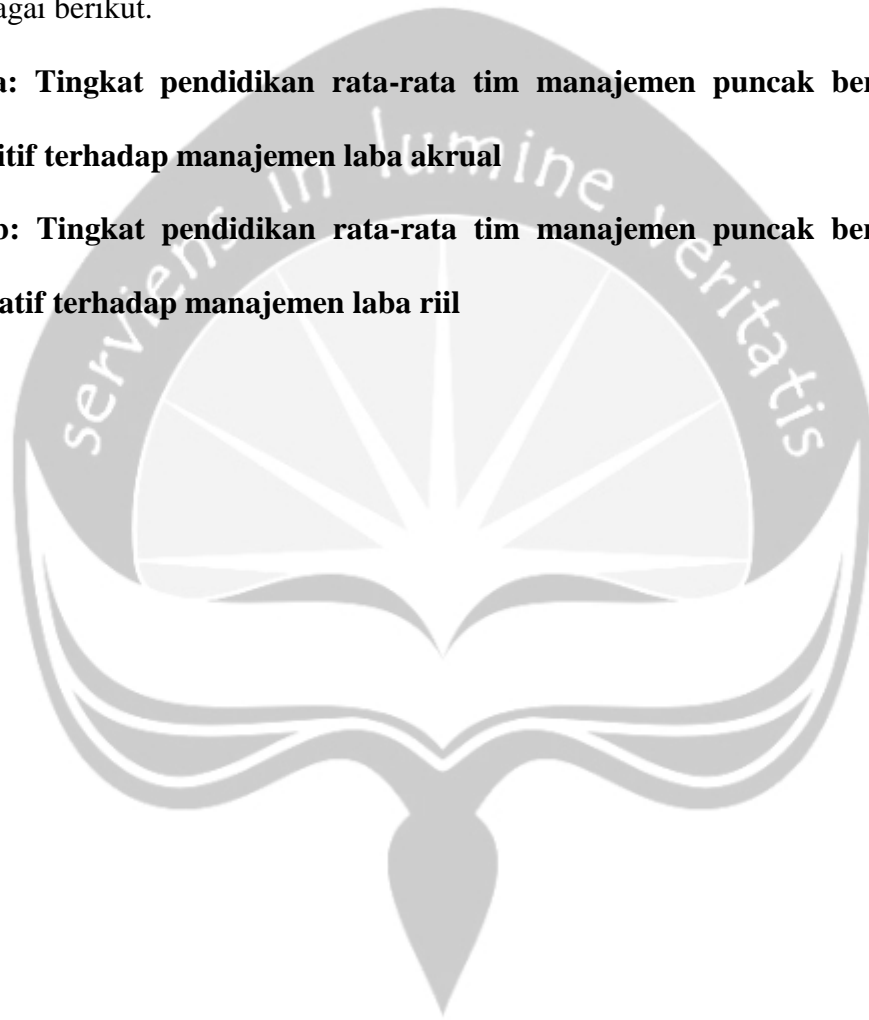 agai berikut.
a: Tingkat pendidikan rata-rata tim manajemen puncak ber
itif terhadap manajemen laba akrual
b: Tingkat pendidikan rata-rata tim manajemen puncak ber
atif terhadap manajemen laba riil
serviens in lumine veritatis